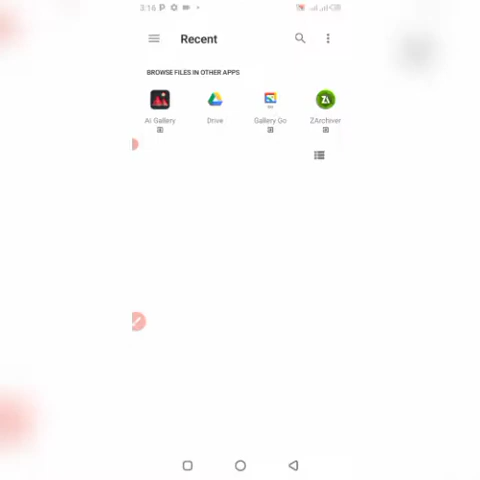 3:16 P
Recent
BROWSE FILES IN OTHER APPS
Ai Gallery
Drive
Gallery Go
ZArchiver